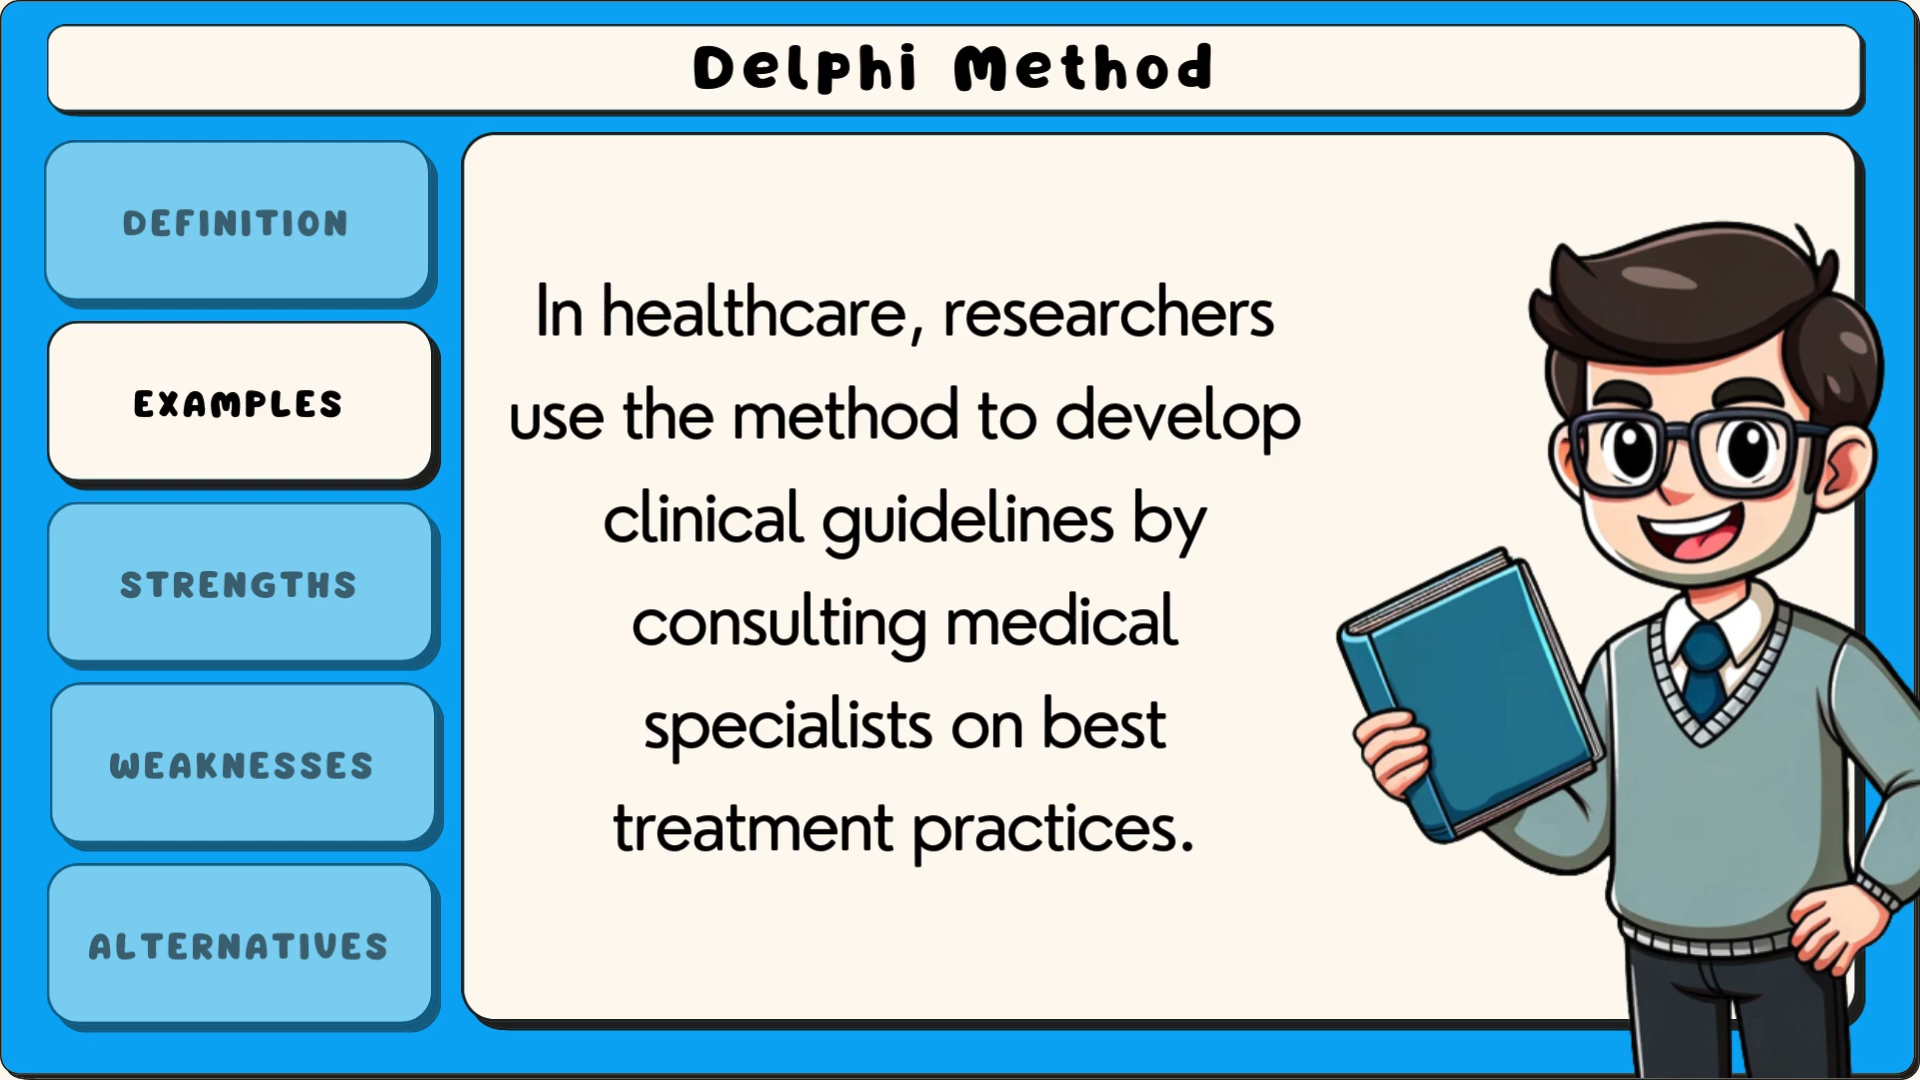 Delphi Method
DEFINITION
EXAMPLES
STRENGTHS
WEAKNESSES
ALTERNATIVES
In healthcare, researchers
use the method to develop
clinical guidelines by
consulting medical
specialists on best
treatment practices.